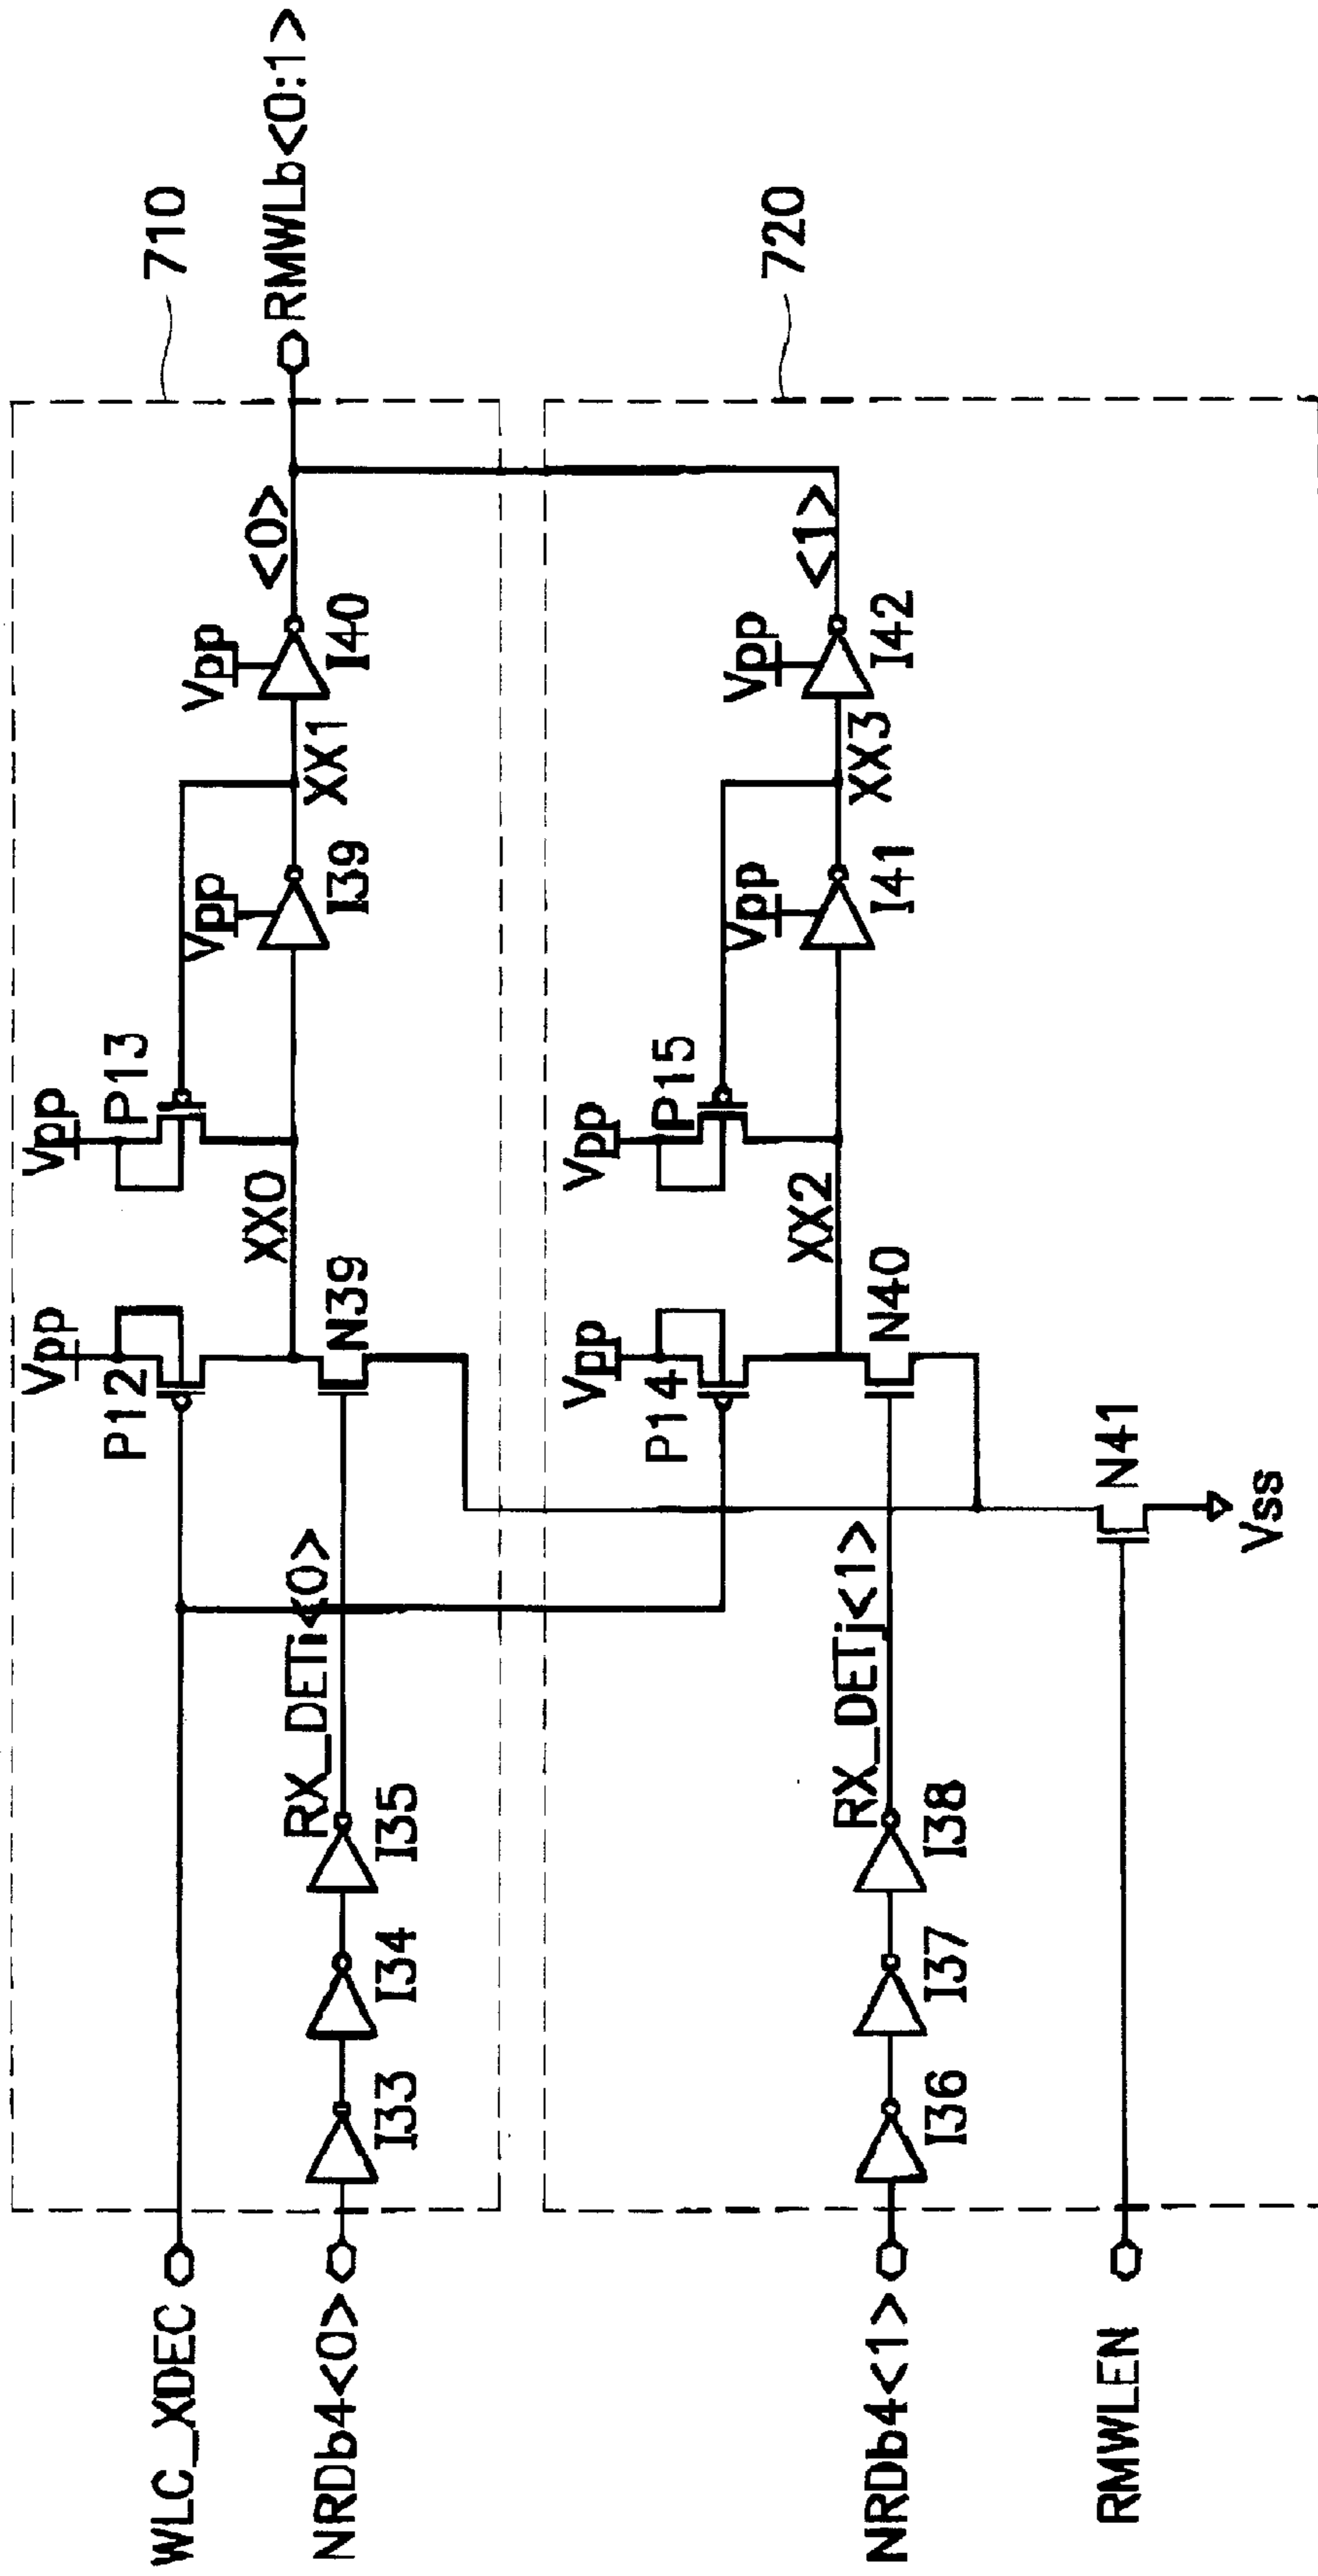 WLC_XDEC
NRDb4<0>
NRDb4<1>
RMWLEN
I33
I34
I35
RX_DETi<0>
Vpp
P12
N39
XX0
Vpp
P13
Vpp
I39
XX1
Vpp
I40
<0>
RMWLb<0:1>
710
I36
I37
I38
RX_DETj<1>
Vpp
P14
N40
XX2
Vpp
P15
Vpp
I41
XX3
Vpp
I42
<1>
720
N41
Vss